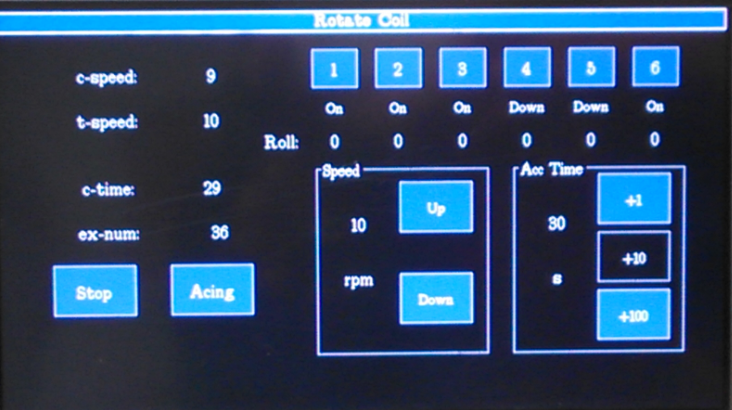 Rotate Coil
c-speed: 9
t-speed: 10
c-time: 29
ex-num: 36
Stop Acing
1 2 3 4 5 6
On On On Down Down On
Roll: 0 0 0 0 0 0
Speed
10
rpm
Up
Down
Acc Time
30
s
+1
+10
+100